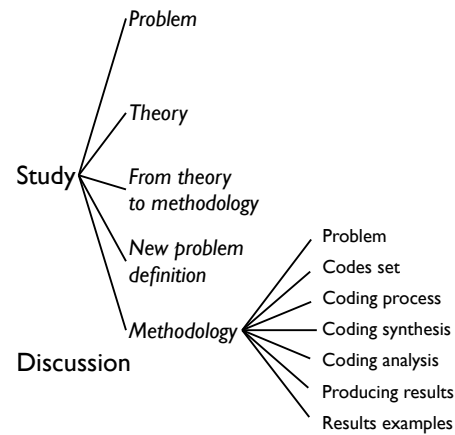 Problem
Theory
Study
From theory
to methodology
New problem
definition
Methodology
Problem
Codes set
Coding process
Coding synthesis
Coding analysis
Producing results
Results examples
Discussion